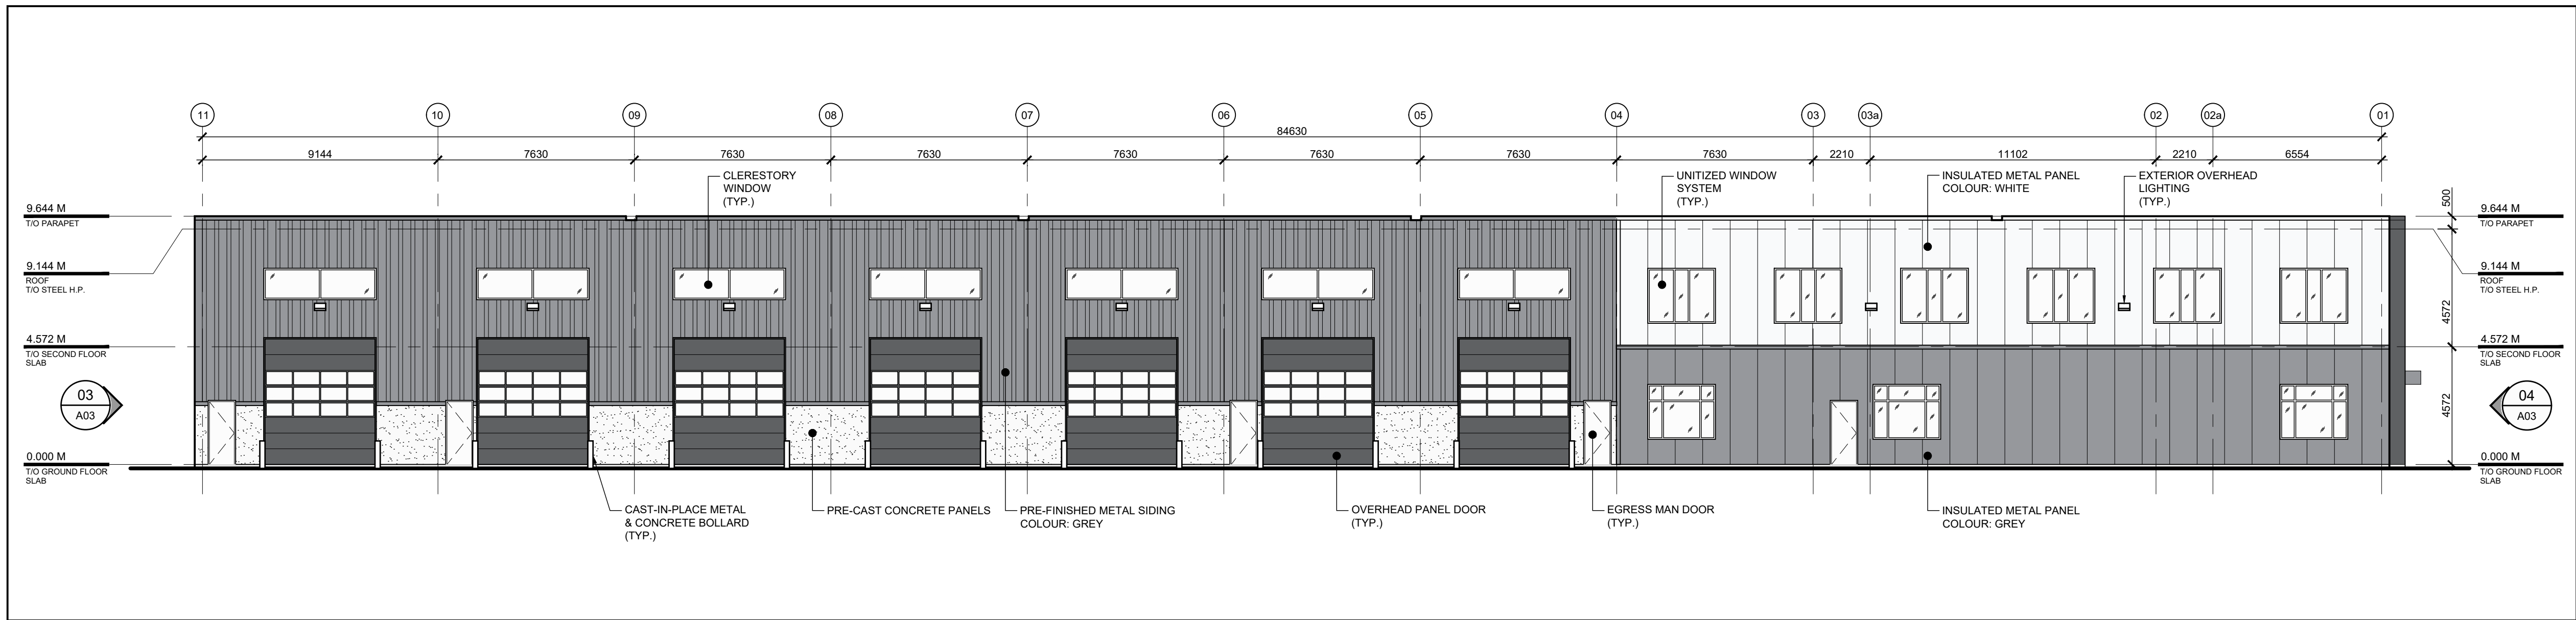 11
10
09
08
07
06
05
04
03
03a
02
02a
01
84630
9144
7630
7630
7630
7630
7630
7630
7630
2210
11102
2210
6554
CLERESTORY
WINDOW
(TYP.)
UNITIZED WINDOW
SYSTEM
(TYP.)
INSULATED METAL PANEL
COLOUR: WHITE
EXTERIOR OVERHEAD
LIGHTING
(TYP.)
9.644 M
T/O PARAPET
9.144 M
ROOF
T/O STEEL H.P.
4.572 M
T/O SECOND FLOOR
SLAB
03
A03
0.000 M
T/O GROUND FLOOR
SLAB
500
4572
4572
9.644 M
T/O PARAPET
9.144 M
ROOF
T/O STEEL H.P.
4.572 M
T/O SECOND FLOOR
SLAB
04
A03
0.000 M
T/O GROUND FLOOR
SLAB
CAST-IN-PLACE METAL
& CONCRETE BOLLARD
(TYP.)
PRE-CAST CONCRETE PANELS
PRE-FINISHED METAL SIDING
COLOUR: GREY
OVERHEAD PANEL DOOR
(TYP.)
EGRESS MAN DOOR
(TYP.)
INSULATED METAL PANEL
COLOUR: GREY